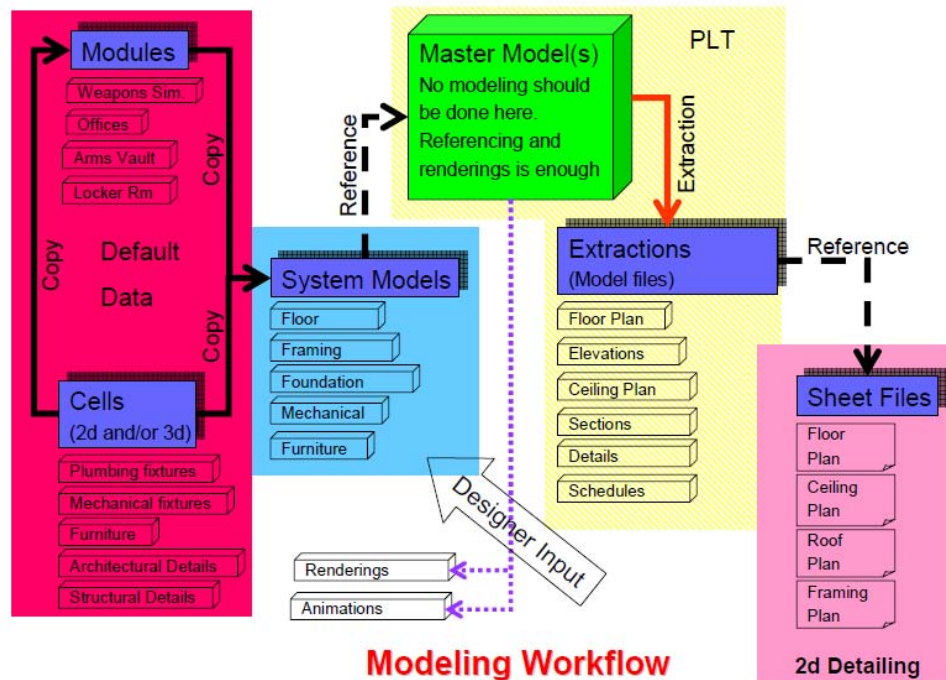 Modules
Weapons Sim.
Offices
Arms Vault
Locker Rm
Copy
Copy
Default
Data
Copy
Cells
(2d and/or 3d)
Plumbing fixtures
Mechanical fixtures
Furniture
Architectural Details
Structural Details
Reference
System Models
Floor
Framing
Foundation
Mechanical
Furniture
Designer Input
Master Model(s)
No modeling should
be done here.
Referencing and
renderings is enough
PLT
Extraction
Extractions
(Model files)
Floor Plan
Elevations
Ceiling Plan
Sections
Details
Schedules
Reference
Sheet Files
Floor
Plan
Ceiling
Plan
Roof
Plan
Framing
Plan
2d Detailing
Renderings
Animations
Modeling Workflow